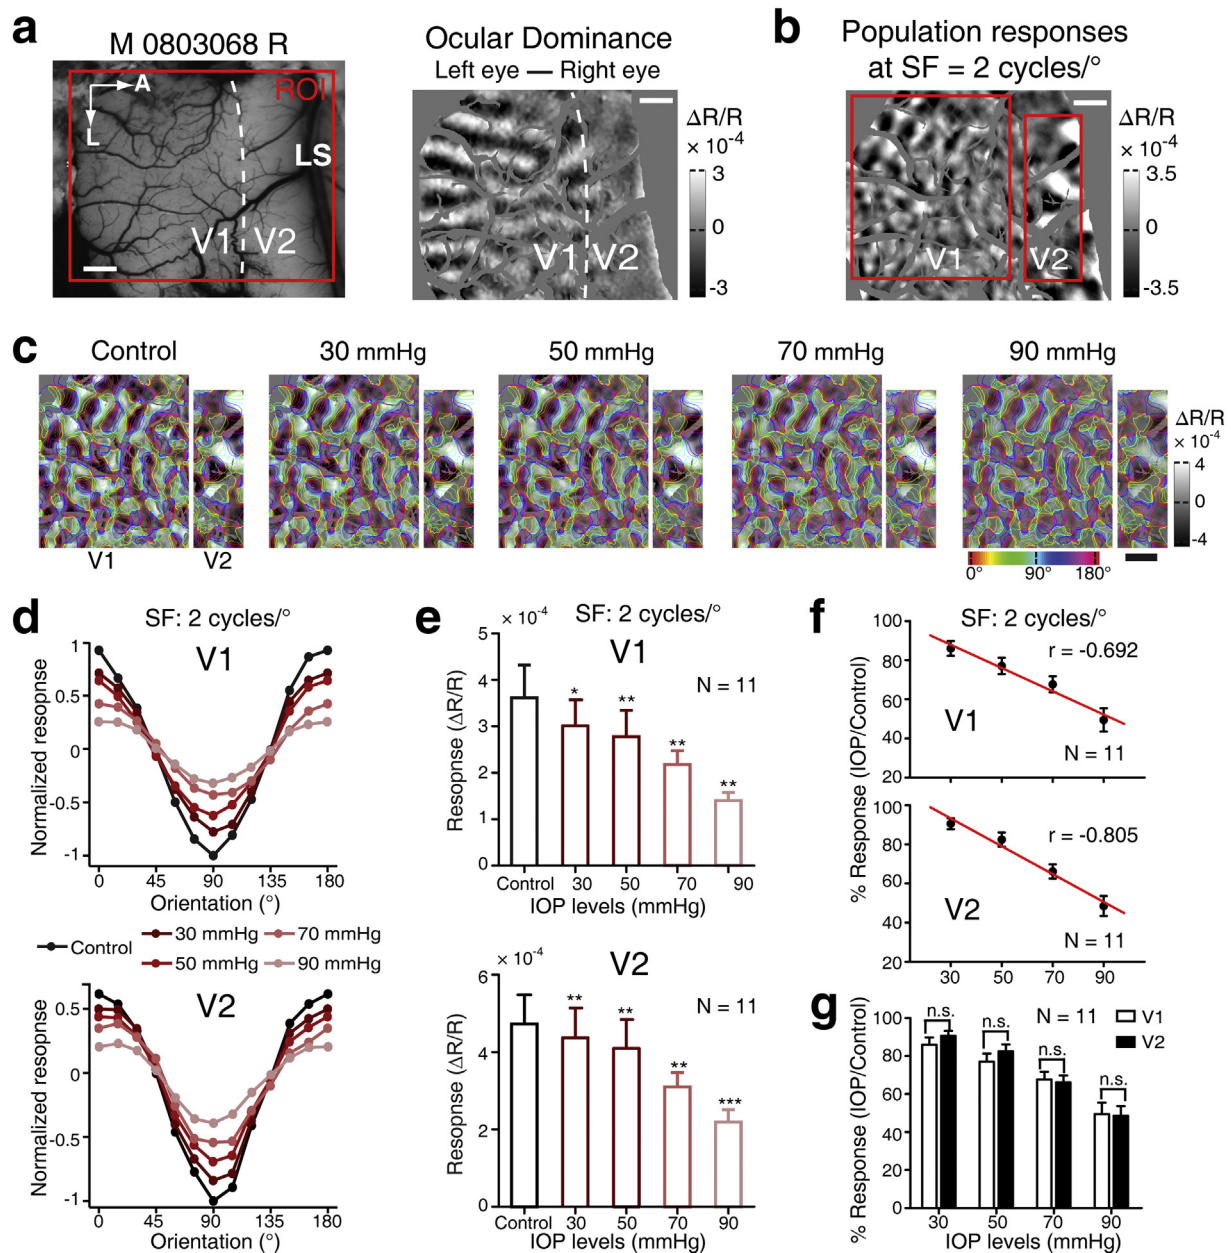 a
M 0803068 R
A
L
ROI
LS
V1
V2
Ocular Dominance
Left eye — Right eye
V1
V2
ΔR/R
× 10-4
3
0
-3
b
Population responses
at SF = 2 cycles/°
V1
V2
ΔR/R
× 10-4
3.5
0
-3.5
c
Control
30 mmHg
50 mmHg
70 mmHg
90 mmHg
V1
V2
0°
90°
180°
ΔR/R
× 10-4
4
0
-4
d
SF: 2 cycles/°
V1
Normalized resopnse
1
0.5
0
-0.5
-1
0 45 90 135 180
Orientation (°)
Control
30 mmHg
50 mmHg
70 mmHg
90 mmHg
V2
Normalized resopnse
0.5
0
-0.5
-1
0 45 90 135 180
Orientation (°)
e
× 10-4
SF: 2 cycles/°
V1
N = 11
Resopnse (ΔR/R)
5
4
3
2
1
0
*
**
**
**
Control 30 50 70 90
IOP levels (mmHg)
× 10-4
V2
N = 11
Resopnse (ΔR/R)
6
4
2
0
**
**
**
***
Control 30 50 70 90
IOP levels (mmHg)
f
SF: 2 cycles/°
% Response (IOP/Control)
100
80
60
40
20
r = -0.692
V1
N = 11
80
60
40
20
r = -0.805
V2
N = 11
30 50 70 90
g
% Response (IOP/Control)
100
80
60
40
20
0
n.s.
n.s.
n.s.
n.s.
N = 11
V1
V2
30 50 70 90
IOP levels (mmHg)